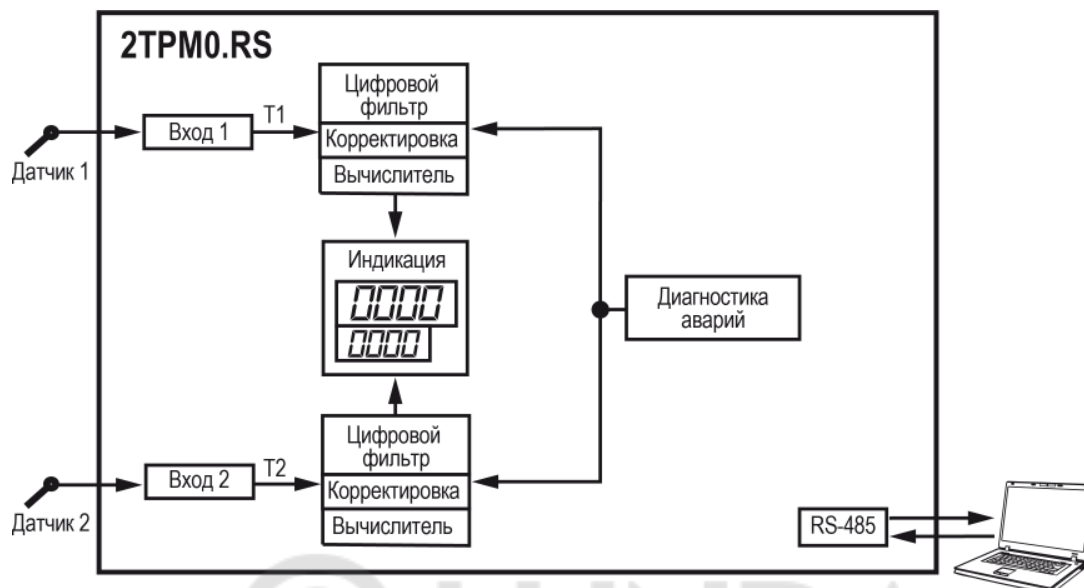 2ТРМ0.RS
Цифровой
фильтр
Корректировка
Вычислитель
Вход 1
T1
Датчик 1
Индикация
0000
0000
Диагностика
аварий
Цифровой
фильтр
Корректировка
Вычислитель
Вход 2
T2
Датчик 2
RS-485